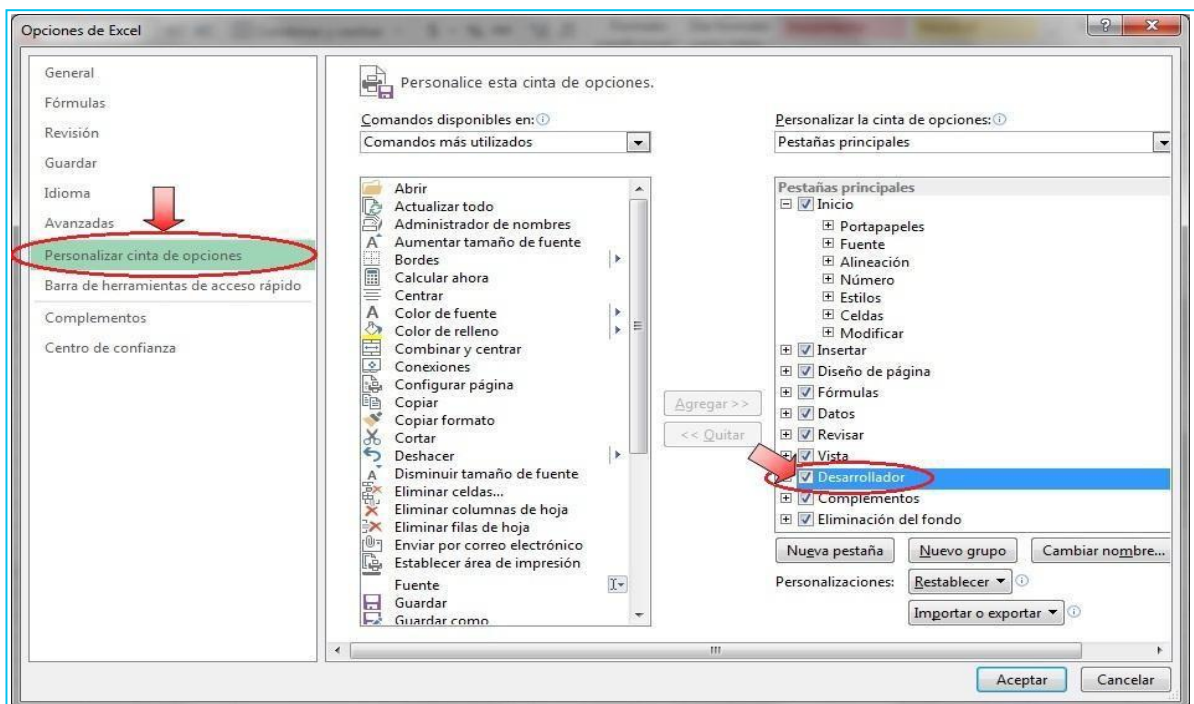 Opciones de Excel
General
Fórmulas
Revisión
Guardar
Idioma
Avanzadas
Personalizar cinta de opciones
Barra de herramientas de acceso rápido
Complementos
Centro de confianza
Personalice esta cinta de opciones.
Comandos disponibles en:
Comandos más utilizados
Abrir
Actualizar todo
Administrador de nombres
Aumentar tamaño de fuente
Bordes
Calcular ahora
Centrar
Color de fuente
Color de relleno
Combinar y centrar
Conexiones
Configurar página
Copiar
Copiar formato
Cortar
Deshacer
Disminuir tamaño de fuente
Eliminar celdas...
Eliminar columnas de hoja
Eliminar filas de hoja
Enviar por correo electrónico
Establecer área de impresión
Fuente
Guardar
Guardar como
Agregar >>
<< Quitar
Personalizar la cinta de opciones:
Pestañas principales
Pestañas principales
Inicio
Portapapeles
Fuente
Alineación
Número
Estilos
Celdas
Modificar
Insertar
Diseño de página
Fórmulas
Datos
Revisar
Vista
Desarrollador
Complementos
Eliminación del fondo
Nueva pestaña
Nuevo grupo
Cambiar nombre...
Personalizaciones:
Restablecer
Importar o exportar
Aceptar
Cancelar